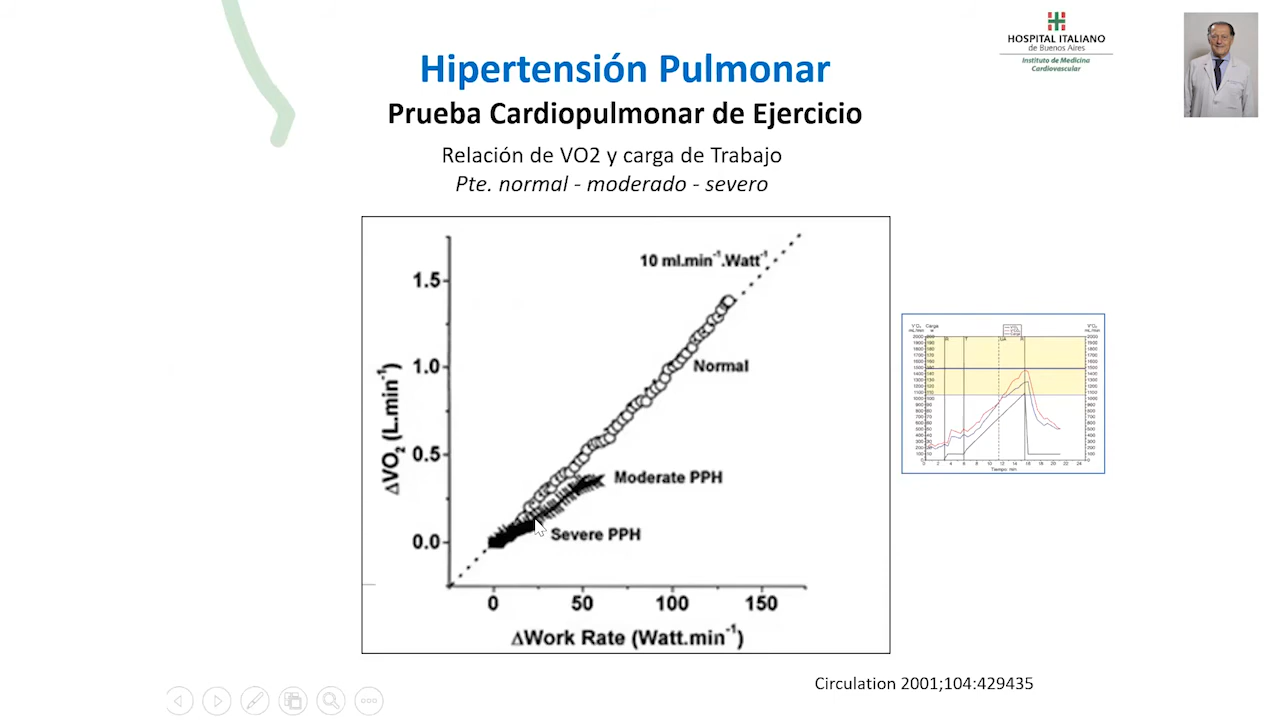 HOSPITAL ITALIANO
de Buenos Aires
Instituto de Medicina
Cardiovascular
Hipertensión Pulmonar
Prueba Cardiopulmonar de Ejercicio
Relación de VO2 y carga de Trabajo
Pte. normal - moderado - severo
10 ml.min⁻¹.Watt⁻¹
1.5
1.0
0.5
0.0
ΔVO₂ (L.min⁻¹)
Normal
Moderate PPH
Severe PPH
0 50 100 150
ΔWork Rate (Watt.min⁻¹)
Circulation 2001;104:429435